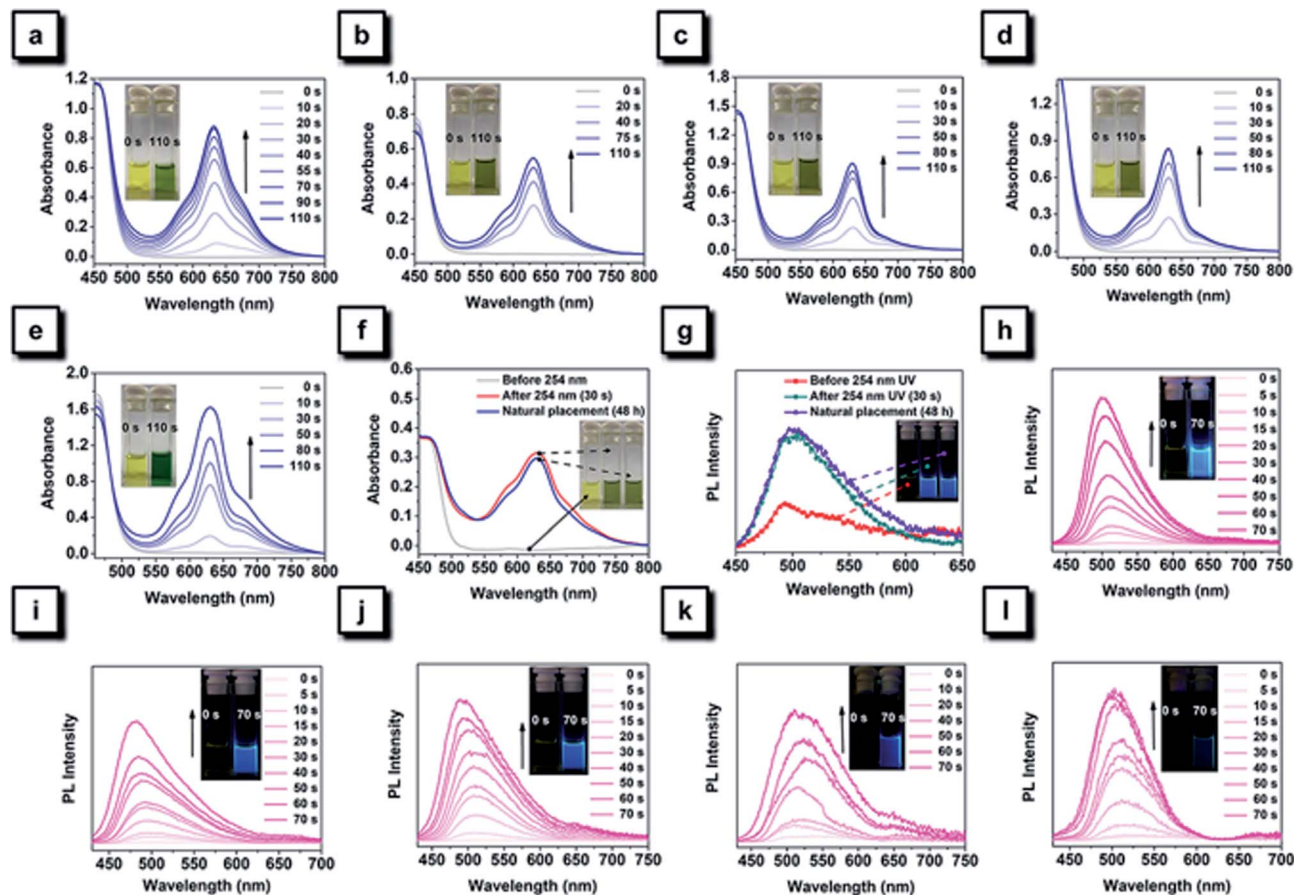 a
1.2
1.0
0.8
0.6
0.4
0.2
0.0
Absorbance
450 500 550 600 650 700 750 800
Wavelength (nm)
0 s 110 s
0 s
10 s
20 s
30 s
40 s
55 s
70 s
90 s
110 s
b
1.0
0.8
0.6
0.4
0.2
0.0
Absorbance
450 500 550 600 650 700 750 800
Wavelength (nm)
0 s 110 s
0 s
20 s
40 s
75 s
110 s
c
1.8
1.5
1.2
0.9
0.6
0.3
0.0
Absorbance
450 500 550 600 650 700 750 800
Wavelength (nm)
0 s 110 s
0 s
10 s
30 s
50 s
80 s
110 s
d
1.2
0.9
0.6
0.3
0.0
Absorbance
500 550 600 650 700 750 800
Wavelength (nm)
0 s 110 s
0 s
10 s
30 s
50 s
80 s
110 s
e
2.0
1.6
1.2
0.8
0.4
0.0
Absorbance
500 550 600 650 700 750 800
Wavelength (nm)
0 s 110 s
0 s
10 s
30 s
50 s
80 s
110 s
f
0.6
0.4
0.3
0.1
0.0
Absorbance
450 500 550 600 650 700 750 800
Wavelength (nm)
Before 254 nm
After 254 nm (30 s)
Natural placement (48 h)
g
PL Intensity
450 500 550 600 650
Wavelength (nm)
Before 254 nm UV
After 254 nm UV (30 s)
Natural placement (48 h)
h
PL Intensity
450 500 550 600 650 700 750
Wavelength (nm)
0 s 70 s
0 s
5 s
10 s
15 s
20 s
30 s
40 s
50 s
60 s
70 s
i
PL Intensity
450 500 550 600 650 700
Wavelength (nm)
0 s 70 s
0 s
5 s
10 s
15 s
20 s
30 s
40 s
50 s
60 s
70 s
j
PL Intensity
450 500 550 600 650 700 750
Wavelength (nm)
0 s 70 s
0 s
5 s
10 s
15 s
20 s
30 s
40 s
50 s
60 s
70 s
k
PL Intensity
450 500 550 600 650 700 750
Wavelength (nm)
0 s 70 s
0 s
10 s
20 s
40 s
50 s
60 s
70 s
l
PL Intensity
450 500 550 600 650 700
Wavelength (nm)
0 s 70 s
0 s
5 s
10 s
15 s
20 s
30 s
40 s
50 s
60 s
70 s